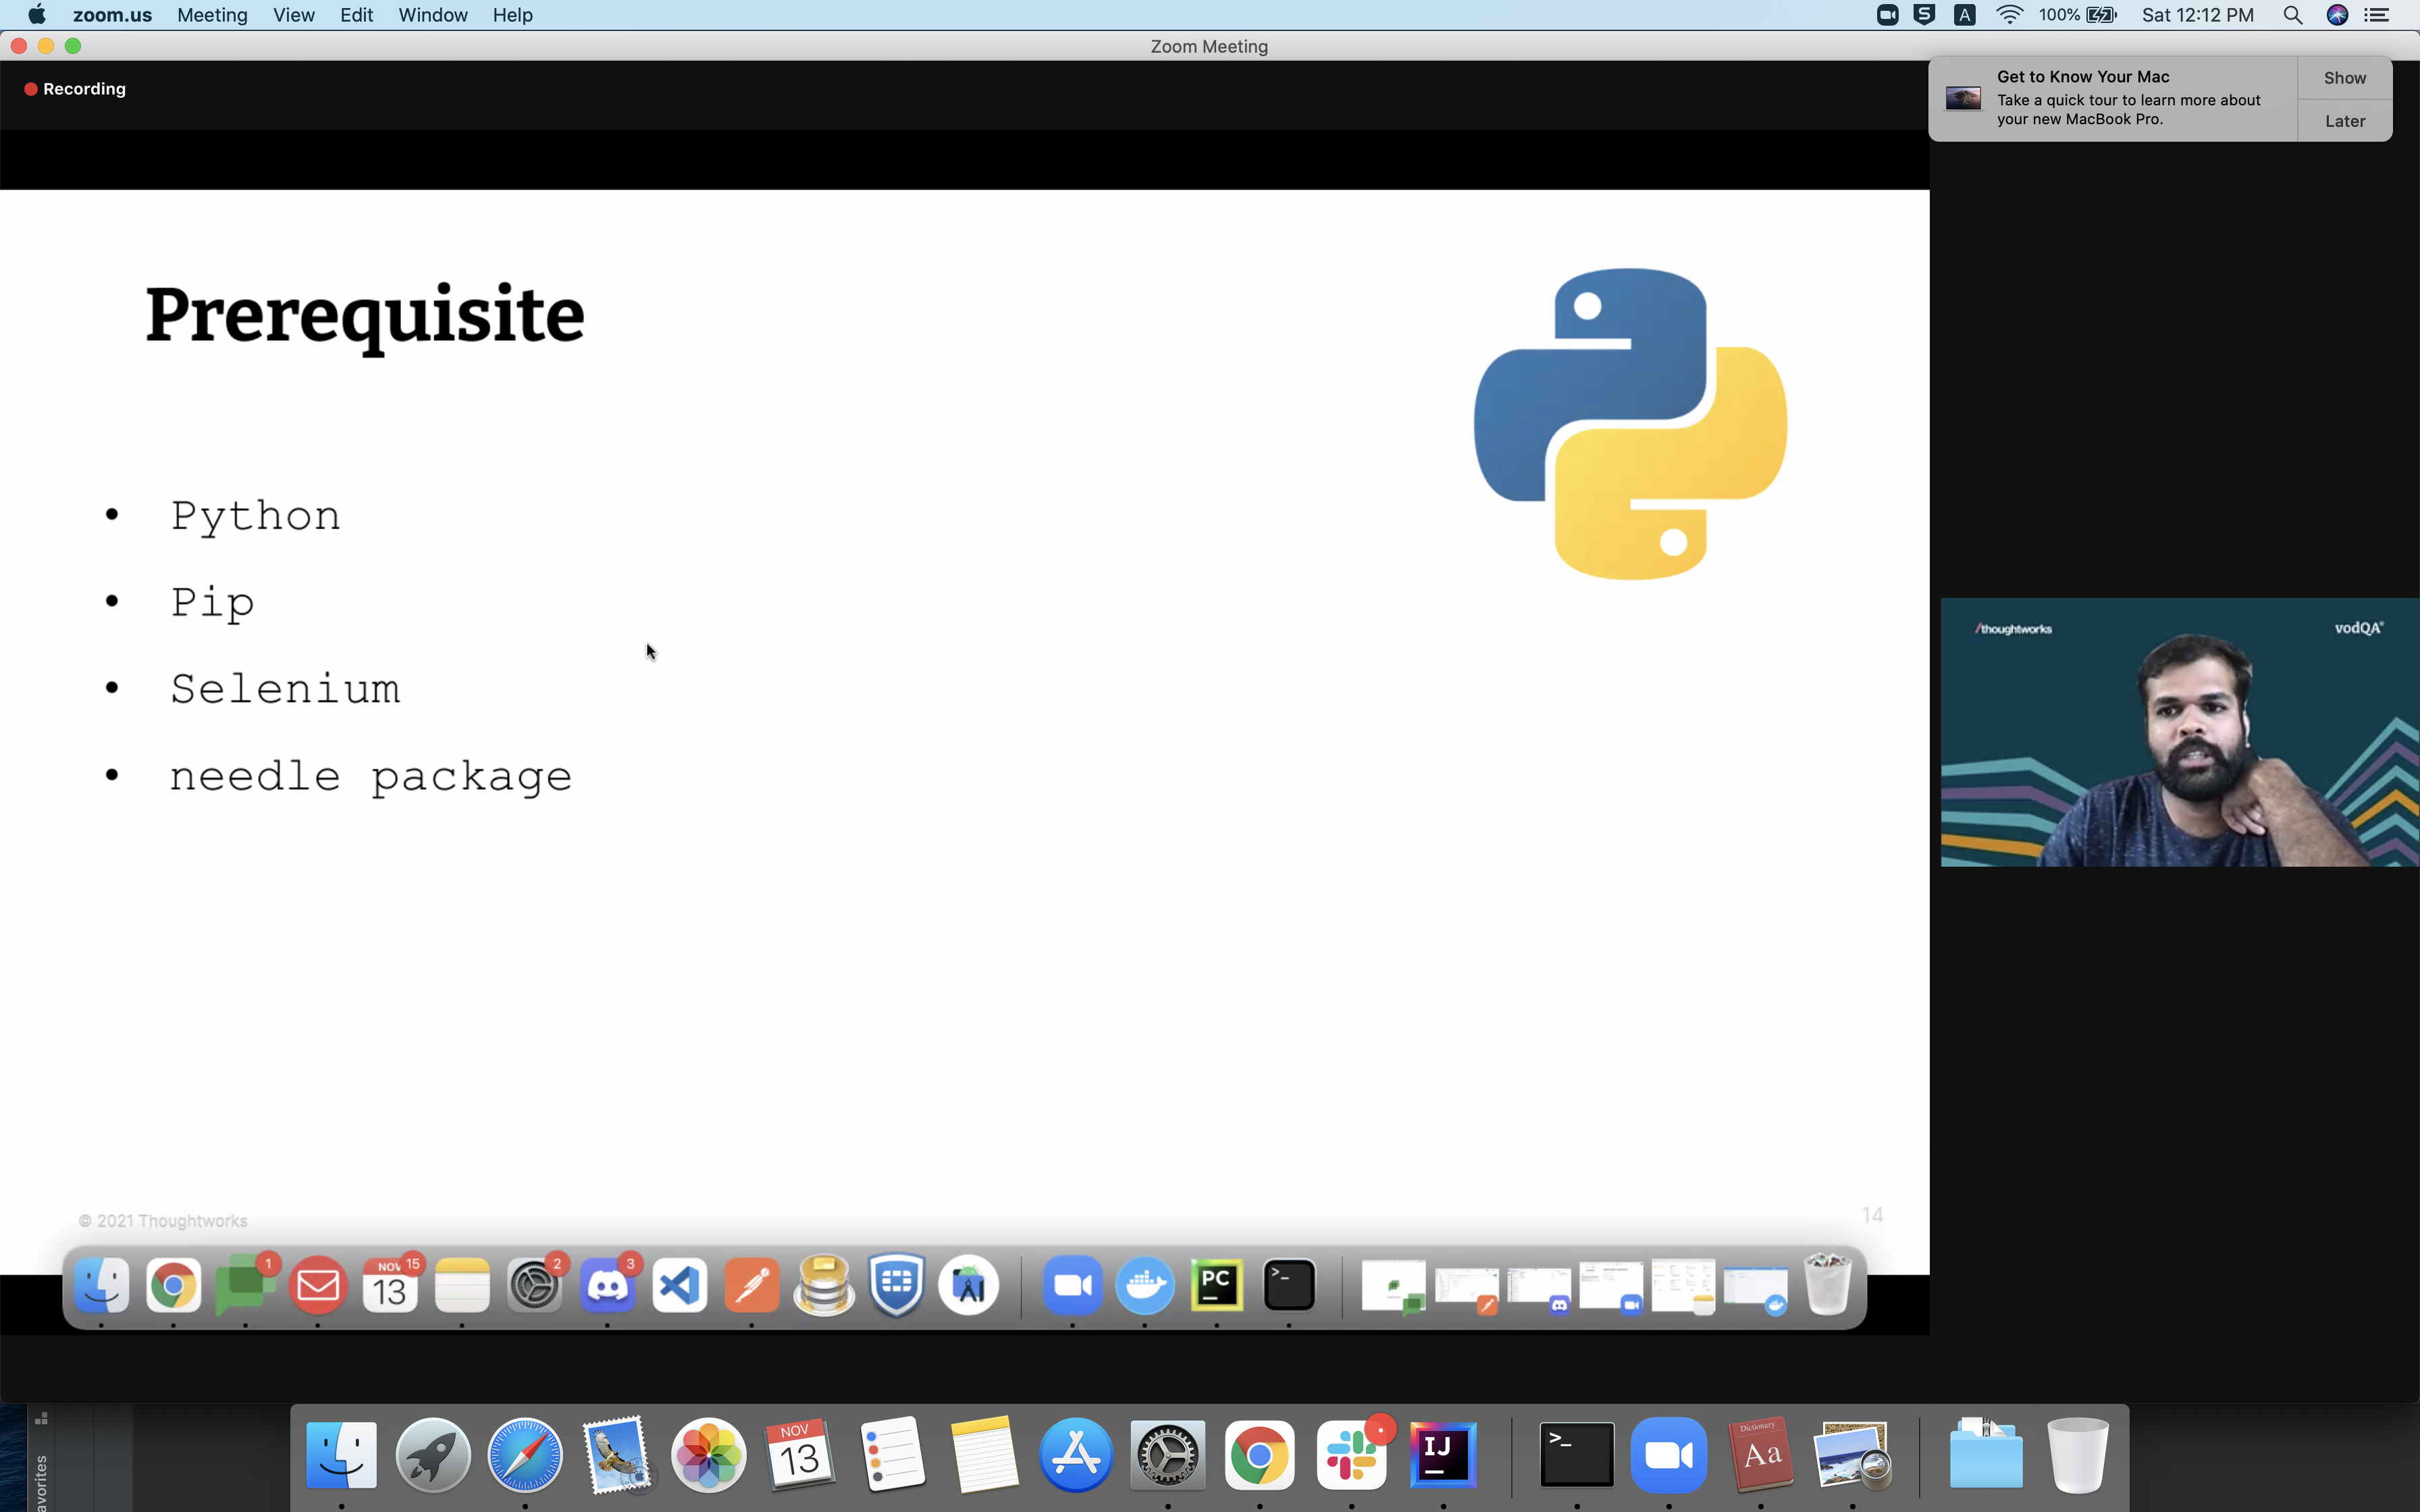 zoom.us Meeting View Edit Window Help
S A 100% Sat 12:12 PM
Zoom Meeting
Recording
Get to Know Your Mac
Take a quick tour to learn more about
your new MacBook Pro.
Show
Later
Prerequisite
• Python
• Pip
• Selenium
• needle package
/thoughtworks
vodQA
© 2021 Thoughtworks
14
1
NOV 15
13
2
3
PC
>_
avorites
NOV
13
IJ
>_
Dictionary
Aa